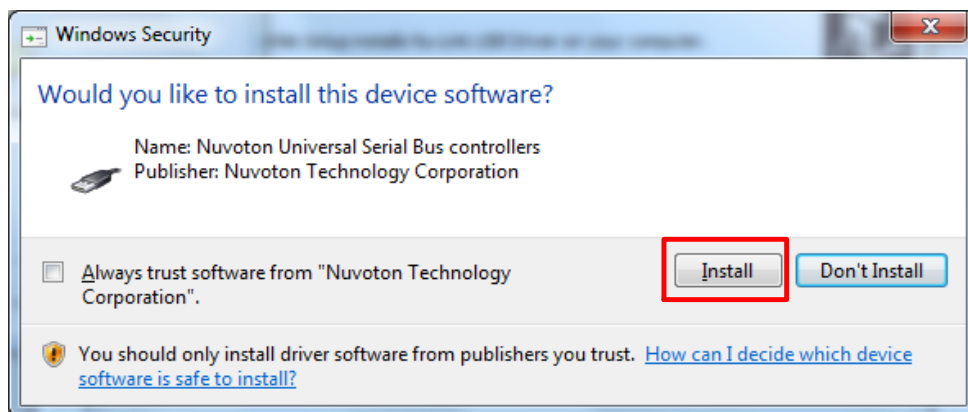 Windows Security
Would you like to install this device software?
Name: Nuvoton Universal Serial Bus controllers
Publisher: Nuvoton Technology Corporation
Always trust software from "Nuvoton Technology
Corporation".
Install
Don't Install
You should only install driver software from publishers you trust. How can I decide which device
software is safe to install?